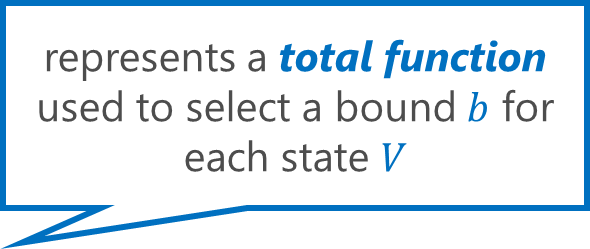 represents a total function
used to select a bound b for
each state V